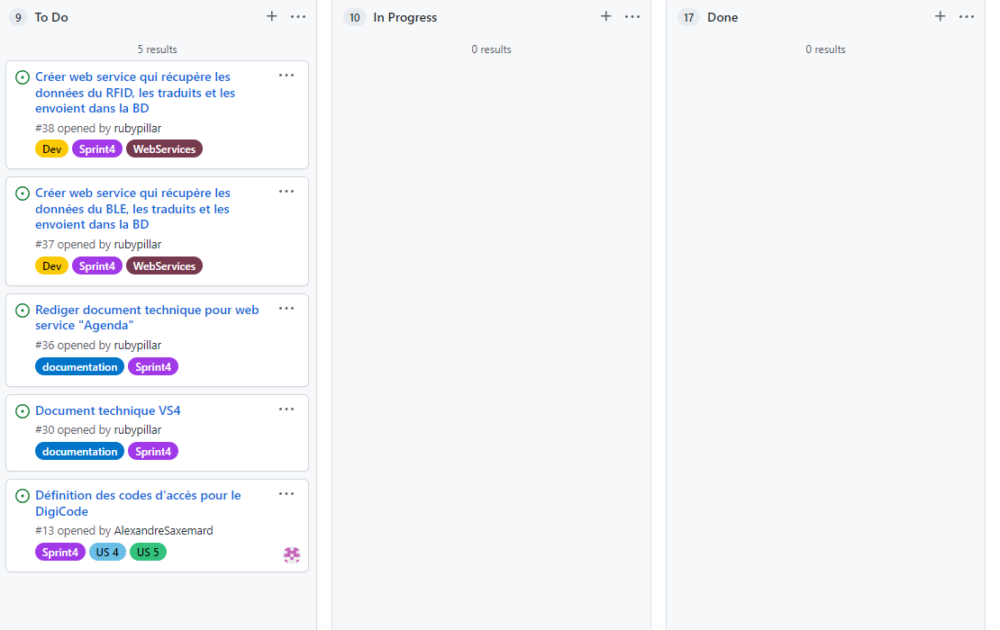 9 To Do
5 results
Créer web service qui récupère les
données du RFID, les traduits et les
envoient dans la BD
#38 opened by rubypillar
Dev Sprint4 WebServices
Créer web service qui récupère les
données du BLE, les traduits et les
envoient dans la BD
#37 opened by rubypillar
Dev Sprint4 WebServices
Rediger document technique pour web
service "Agenda"
#36 opened by rubypillar
documentation Sprint4
Document technique VS4
#30 opened by rubypillar
documentation Sprint4
Définition des codes d'accès pour le
DigiCode
#13 opened by AlexandreSaxemard
Sprint4 US 4 US 5
10 In Progress
0 results
17 Done
0 results